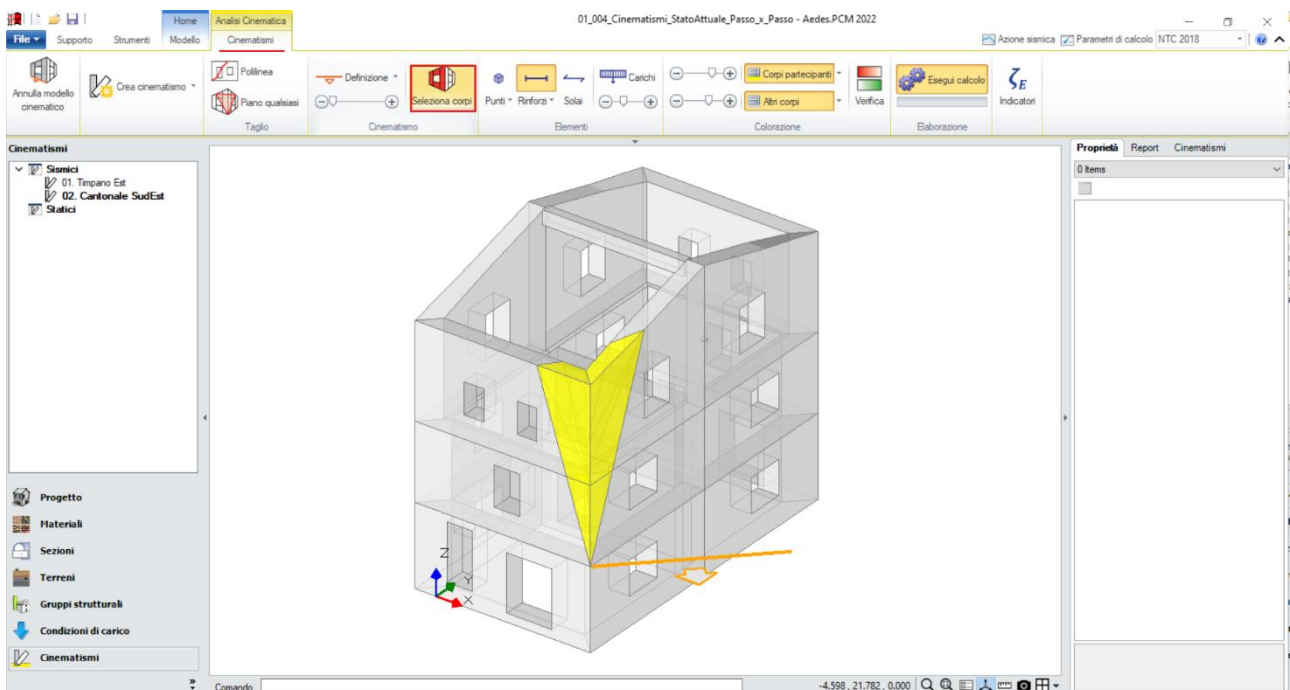 01_004_Cinematismi_StatoAttuale_Passo_x_Passo - Aedes.PCM 2022
Home
Analisi Cinematica
File
Supporto
Strumenti
Modello
Cinematismi
Azione sismica
Parametri di calcolo
NTC 2018
Annulla modello
cinematico
Crea cinematismo
Polilinea
Piano qualsiasi
Taglio
Definizione
Seleziona corpi
Cinematismo
Punti
Rinforzi
Solai
Carichi
Elementi
Corpi partecipanti
Altri corpi
Verifica
Colorazione
Esegui calcolo
Elaborazione
ζE
Indicatori
Cinematismi
Sismici
01. Timpano Est
02. Cantonale SudEst
Statici
Progetto
Materiali
Sezioni
Terreni
Gruppi strutturali
Condizioni di carico
Cinematismi
Z
Y
X
Proprietà
Report
Cinematismi
0 Items
Comando
-4.598 , 21.782 , 0.000